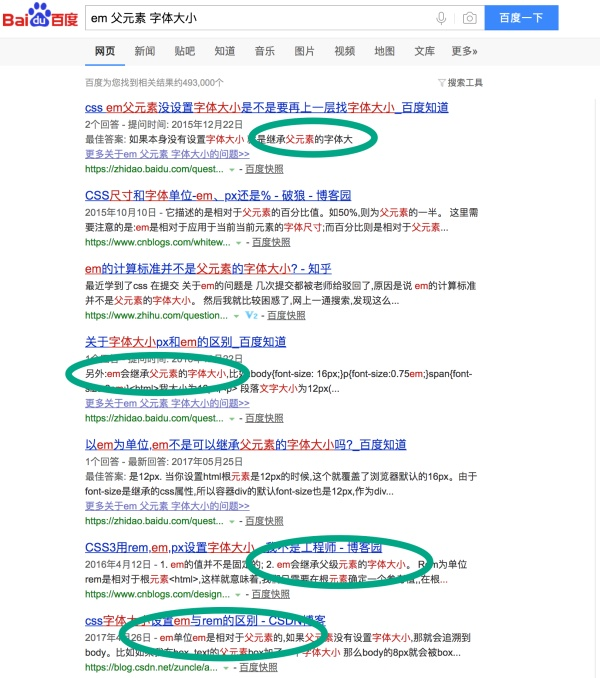 Bai du 百度 em 父元素 字体大小 百度一下
网页 新闻 贴吧 知道 音乐 图片 视频 地图 文库 更多»
百度为您找到相关结果约493,000个 搜索工具
css em父元素没设置字体大小是不是要再上一层找字体大小_百度知道
2个回答 - 提问时间: 2015年12月22日
最佳答案: 如果本身没有设置字体大小 是继承父元素的字体大
更多关于em 父元素 字体大小的问题>>
https://zhidao.baidu.com/quest... - 百度快照
CSS尺寸和字体单位-em、px还是% - 破狼 - 博客园
2015年10月10日 - 它描述的是相对于父元素的百分比值。如50%,则为父元素的一半。 这里需
要注意的是:em是相对于应用于当前当前元素的字体尺寸;而百分比则是相对于父元素...
https://www.cnblogs.com/whitew... - 百度快照
em的计算标准并不是父元素的字体大小? - 知乎
最近学到了css 在提交 关于em的问题是 几次提交都被老师给驳回了,原因是说 em的计算标准
并不是父元素的字体大小。 然后我就比较困惑了,网上一通搜索,发现这么...
https://www.zhihu.com/question... V2 - 百度快照
关于字体大小px和em的区别_百度知道
1个回答 - 提问时间: 2016年 22日
另外:em会继承父元素的字体大小,比如 body{font-size: 16px;}p{font-size:0.75em;}span{font-
<html>我大小为 p> 段落文字大小为12px(...
更多关于em 父元素 字体大小的问题>>
https://zhidao.baidu.com/quest... - 百度快照
以em为单位,em不是可以继承父元素的字体大小吗?_百度知道
1个回答 - 最新回答: 2017年05月25日
最佳答案: 是12px. 当你设置html根元素是12px的时候,这个就覆盖了浏览器默认的16px。由于
font-size是继承的css属性,所以容器div的默认font-size也是12px,作为div...
更多关于em 父元素 字体大小的问题>>
https://zhidao.baidu.com/quest... - 百度快照
CSS3用rem,em,px设置字体大小 - 我不是工程师 - 博客园
2016年4月12日 - 1. em的值并不是固定的; 2. em会继承父级元素的字体大小。 Rem为单位
rem是相对于根元素<html>,这样就意味着,我们只需要在根元素确定一个参考值,,在根...
https://www.cnblogs.com/design... - 百度快照
css字体大小设置em与rem的区别 - CSDN博客
2017年4月26日 - em单位em是相对于父元素的,如果父元素没有设置字体大小,那就会追溯到
body。比如如果我有box text的父元素box加了 个字体大小 那么body的8px就会被box...
https://blog.csdn.net/zuncle/a... - 百度快照